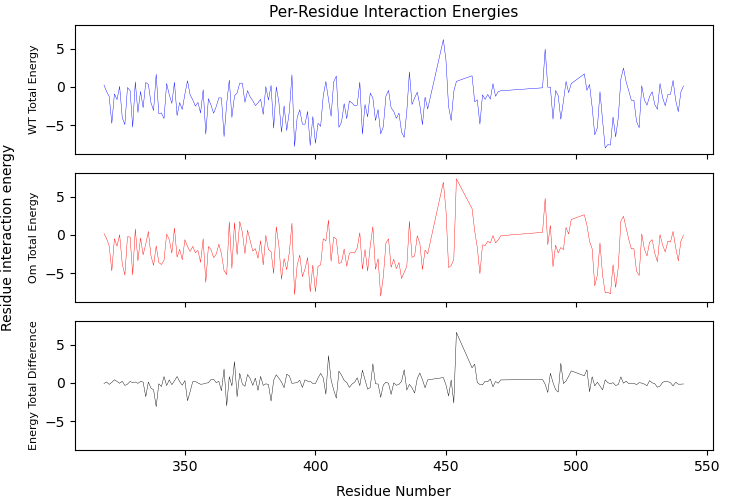 Per-Residue Interaction Energies
WT Total Energy
5
0
−5
Residue interaction energy
Om Total Energy
5
0
−5
Energy Total Difference
5
0
−5
350 400 450 500 550
Residue Number